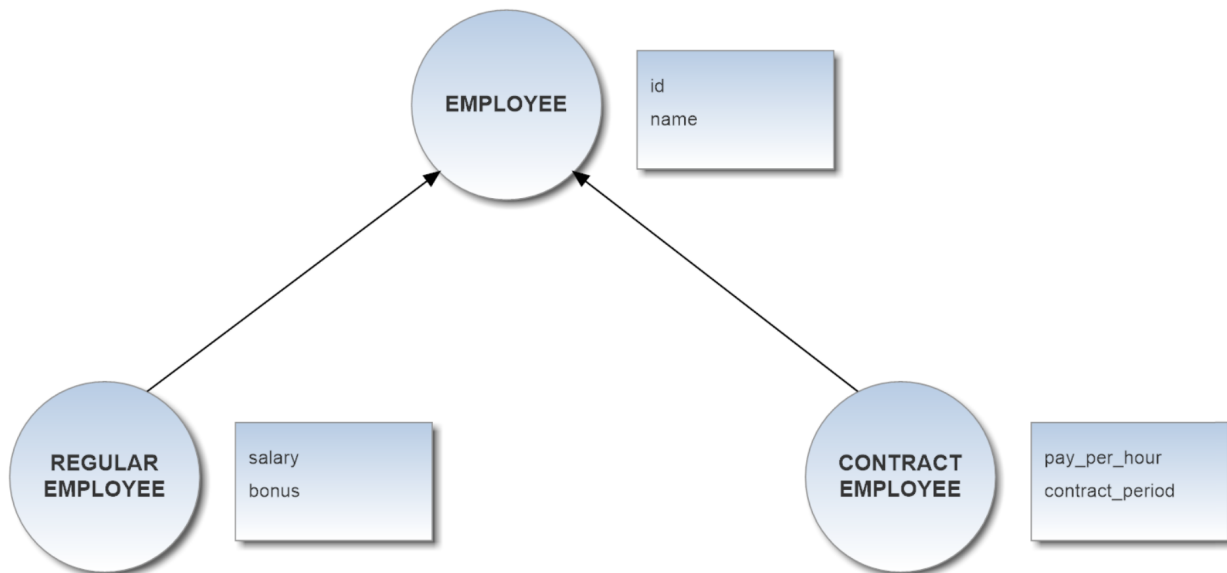 EMPLOYEE
id
name
REGULAR
EMPLOYEE
salary
bonus
CONTRACT
EMPLOYEE
pay_per_hour
contract_period